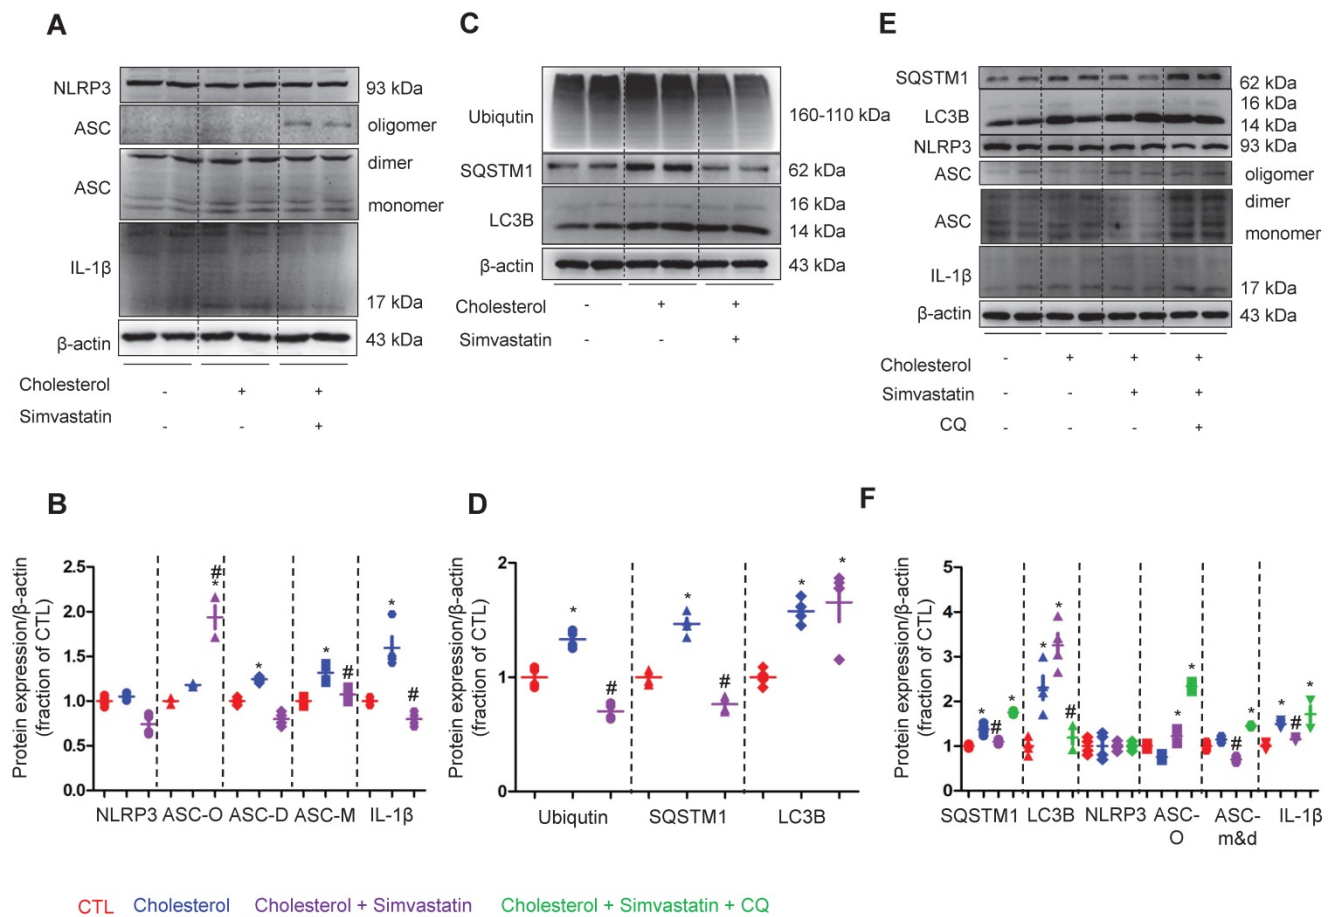 A
NLRP3
93 kDa
ASC
oligomer
ASC
dimer
monomer
IL-1β
17 kDa
β-actin
43 kDa
Cholesterol - + +
Simvastatin - - +
C
Ubiqutin
160-110 kDa
SQSTM1
62 kDa
LC3B
16 kDa
14 kDa
β-actin
43 kDa
Cholesterol - + +
Simvastatin - - +
E
SQSTM1
62 kDa
LC3B
16 kDa
14 kDa
NLRP3
93 kDa
ASC
oligomer
ASC
dimer
monomer
IL-1β
17 kDa
β-actin
43 kDa
Cholesterol - + + +
Simvastatin - - + +
CQ - - - +
B
Protein expression/β-actin
(fraction of CTL)
2.5
2.0
1.5
1.0
0.5
0.0
# * * * # * #
NLRP3 ASC-O ASC-D ASC-M IL-1β
D
Protein expression/β-actin
(fraction of CTL)
2
1
0
* # * # * *
Ubiqutin SQSTM1 LC3B
F
Protein expression/β-actin
(fraction of CTL)
5
4
3
2
1
0
* # * * * # * * # * * # *
SQSTM1 LC3B NLRP3 ASC-
O
ASC-
m&d
IL-1β
CTL Cholesterol Cholesterol + Simvastatin Cholesterol + Simvastatin + CQ